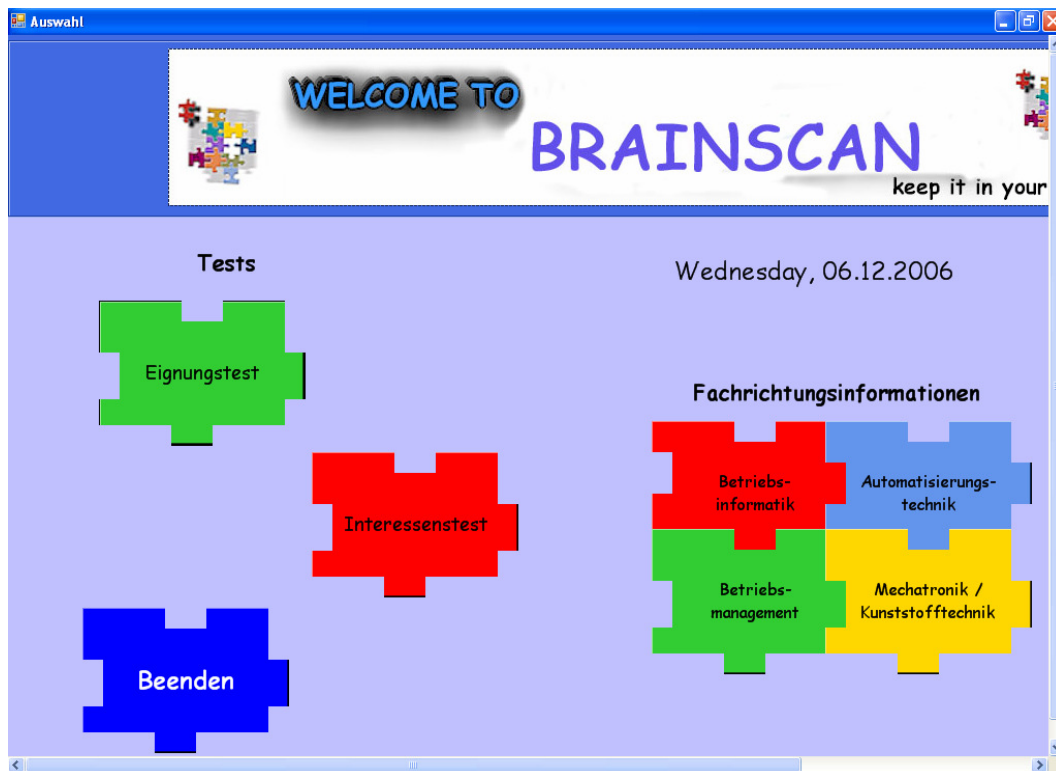 Auswahl
WELCOME TO
BRAINSCAN
keep it in your
Tests
Wednesday, 06.12.2006
Eignungstest
Fachrichtungsinformationen
Betriebs-
informatik
Automatisierungs-
technik
Interessenstest
Betriebs-
management
Mechatronik /
Kunststofftechnik
Beenden